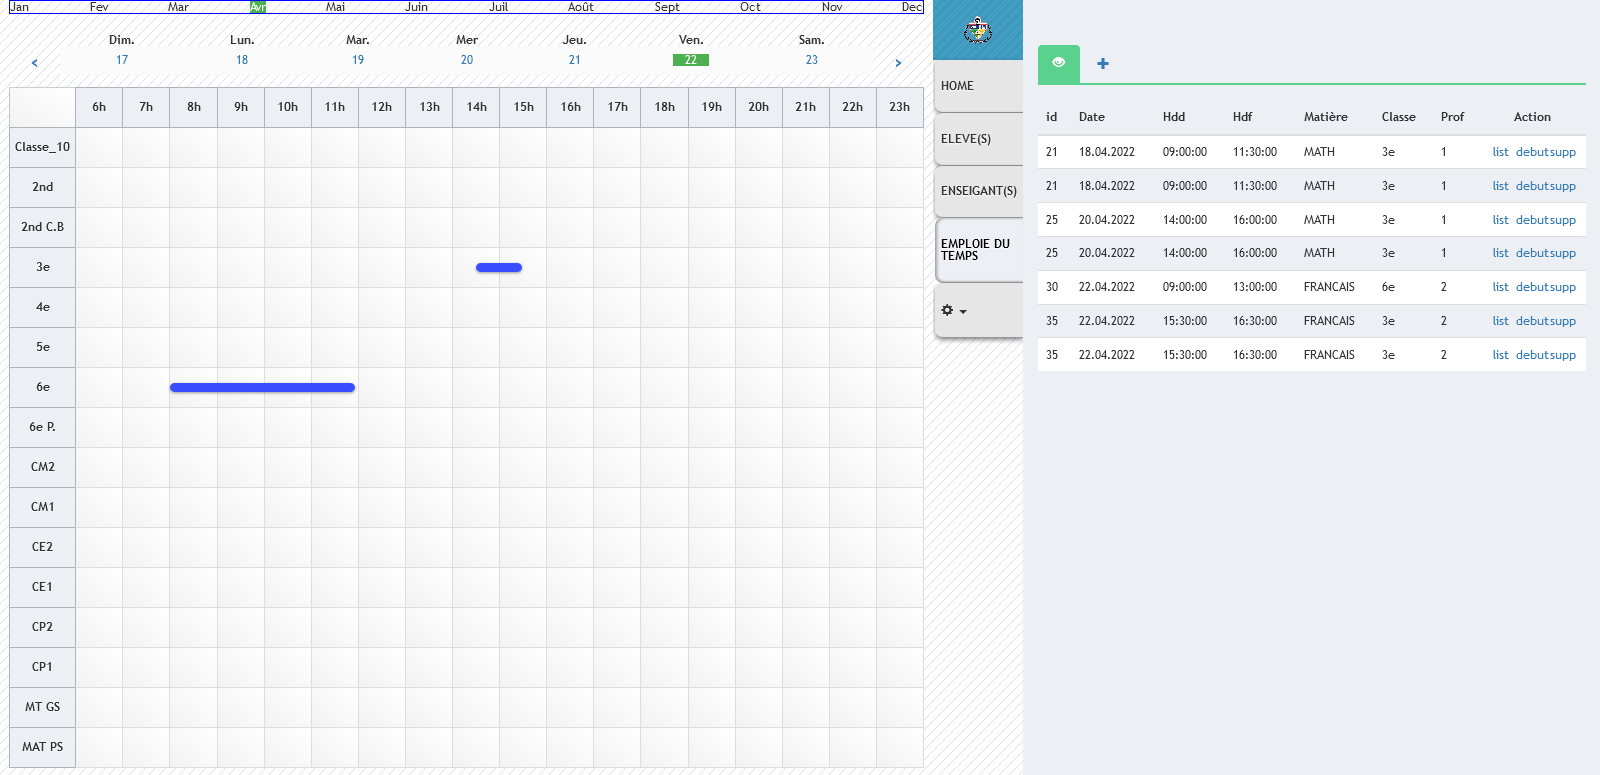 Jan Fev Mar Avr Mai Juin Juil Août Sept Oct Nov Dec
Dim. Lun. Mar. Mer Jeu. Ven. Sam.
‹ 17 18 19 20 21 22 23 ›
6h 7h 8h 9h 10h 11h 12h 13h 14h 15h 16h 17h 18h 19h 20h 21h 22h 23h
Classe_10
2nd
2nd C.B
3e
4e
5e
6e
6e P.
CM2
CM1
CE2
CE1
CP2
CP1
MT GS
MAT PS
HOME
ELEVE(S)
ENSEIGANT(S)
EMPLOIE DU
TEMPS
id Date Hdd Hdf Matière Classe Prof Action
21 18.04.2022 09:00:00 11:30:00 MATH 3e 1 list debutsupp
21 18.04.2022 09:00:00 11:30:00 MATH 3e 1 list debutsupp
25 20.04.2022 14:00:00 16:00:00 MATH 3e 1 list debutsupp
25 20.04.2022 14:00:00 16:00:00 MATH 3e 1 list debutsupp
30 22.04.2022 09:00:00 13:00:00 FRANCAIS 6e 2 list debutsupp
35 22.04.2022 15:30:00 16:30:00 FRANCAIS 3e 2 list debutsupp
35 22.04.2022 15:30:00 16:30:00 FRANCAIS 3e 2 list debutsupp